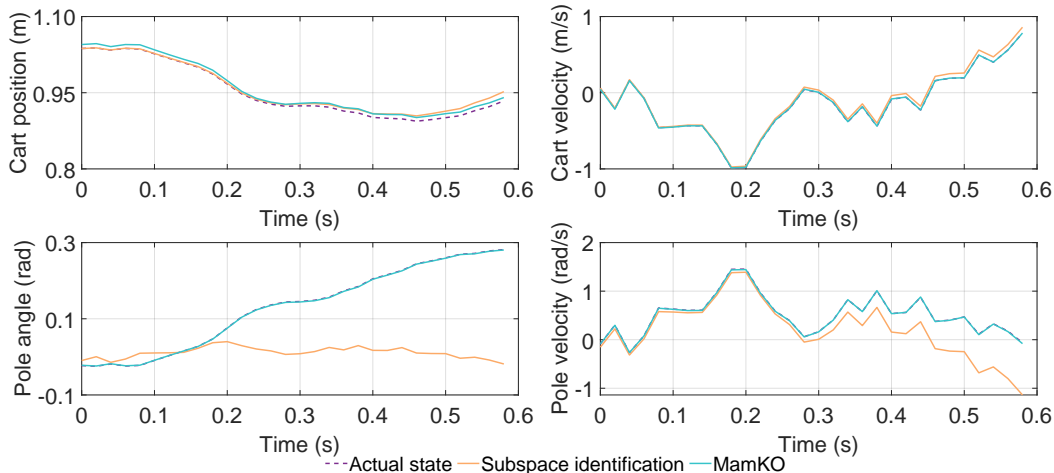 Cart position (m)
1.10
0.95
0.8
0 0.1 0.2 0.3 0.4 0.5 0.6
Time (s)
Cart velocity (m/s)
1
0
-1
0 0.1 0.2 0.3 0.4 0.5 0.6
Time (s)
Pole angle (rad)
0.3
0.1
-0.1
0 0.1 0.2 0.3 0.4 0.5 0.6
Time (s)
Pole velocity (rad/s)
2
1
0
-1
0 0.1 0.2 0.3 0.4 0.5 0.6
Time (s)
Actual state Subspace identification MamKO